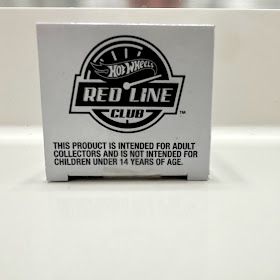 Hot Wheels
RED LINE
CLUB
™
THIS PRODUCT IS INTENDED FOR ADULT
COLLECTORS AND IS NOT INTENDED FOR
CHILDREN UNDER 14 YEARS OF AGE.